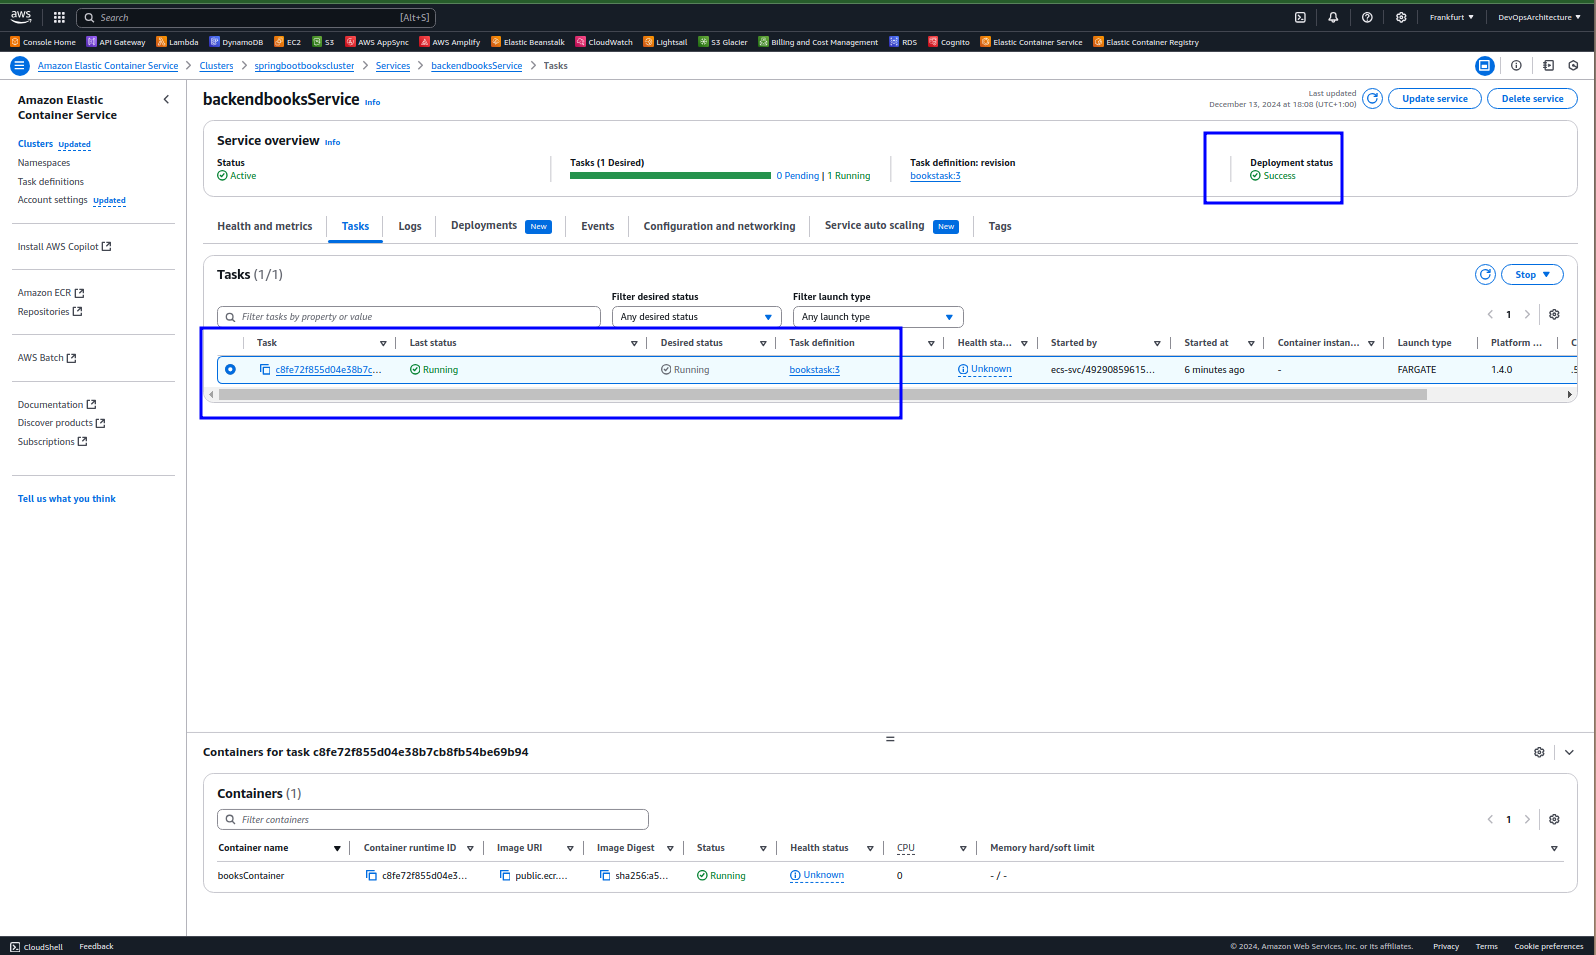 aws Search [Alt+S] Frankfurt ▼ DevOpsArchitecture ▼
Console Home API Gateway Lambda DynamoDB EC2 S3 AWS AppSync AWS Amplify Elastic Beanstalk CloudWatch Lightsail S3 Glacier Billing and Cost Management RDS Cognito Elastic Container Service Elastic Container Registry
Amazon Elastic Container Service > Clusters > springbootbookscluster > Services > backendbooksService > Tasks
Amazon Elastic
Container Service
Clusters Updated
Namespaces
Task definitions
Account settings Updated
Install AWS Copilot
Amazon ECR
Repositories
AWS Batch
Documentation
Discover products
Subscriptions
Tell us what you think
backendbooksService Info
Last updated
December 13, 2024 at 18:08 (UTC+1:00)
Update service
Delete service
Service overview Info
Status
Active
Tasks (1 Desired)
0 Pending | 1 Running
Task definition: revision
bookstask:3
Deployment status
Success
Health and metrics Tasks Logs Deployments New Events Configuration and networking Service auto scaling New Tags
Tasks (1/1)
Stop ▼
Filter desired status
Filter launch type
Filter tasks by property or value
Any desired status
Any launch type
1
Task Last status Desired status Task definition Health sta... Started by Started at Container instan... Launch type Platform ... C
c8fe72f855d04e38b7c... Running Running bookstask:3 Unknown ecs-svc/49290859615... 6 minutes ago - FARGATE 1.4.0 .5
Containers for task c8fe72f855d04e38b7cb8fb54be69b94
Containers (1)
Filter containers
1
Container name Container runtime ID Image URI Image Digest Status Health status CPU Memory hard/soft limit
booksContainer c8fe72f855d04e3... public.ecr.... sha256:a5... Running Unknown 0 - / -
CloudShell Feedback © 2024, Amazon Web Services, Inc. or its affiliates. Privacy Terms Cookie preferences